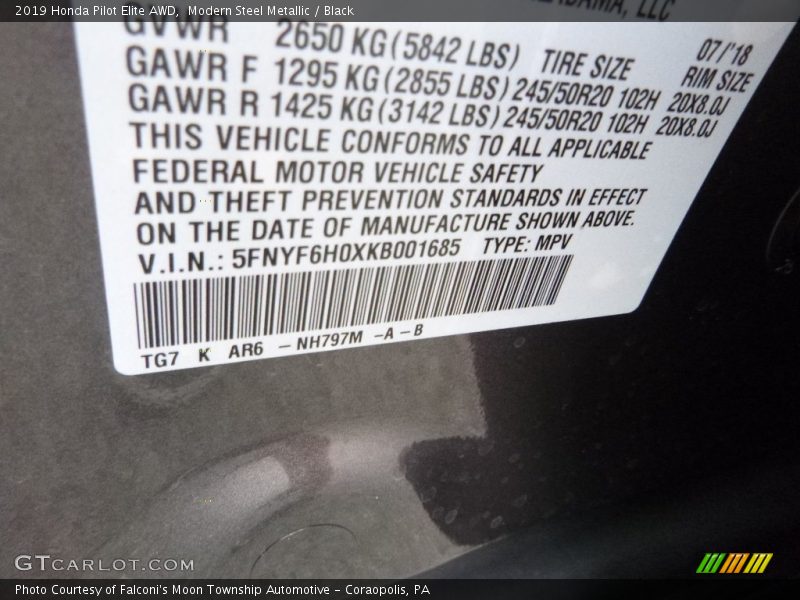 2019 Honda Pilot Elite AWD, Modern Steel Metallic / Black
LLC
GVWR 2650 KG (5842 LBS) TIRE SIZE 07/'18 RIM SIZE
GAWR F 1295 KG (2855 LBS) 245/50R20 102H 20X8.0J
GAWR R 1425 KG (3142 LBS) 245/50R20 102H 20X8.0J
THIS VEHICLE CONFORMS TO ALL APPLICABLE
FEDERAL MOTOR VEHICLE SAFETY
AND THEFT PREVENTION STANDARDS IN EFFECT
ON THE DATE OF MANUFACTURE SHOWN ABOVE.
V.I.N.: 5FNYF6H0XKB001685 TYPE: MPV
TG7 K AR6 - NH797M -A-B
GTCARLOT.COM
Photo Courtesy of Falconi's Moon Township Automotive - Coraopolis, PA